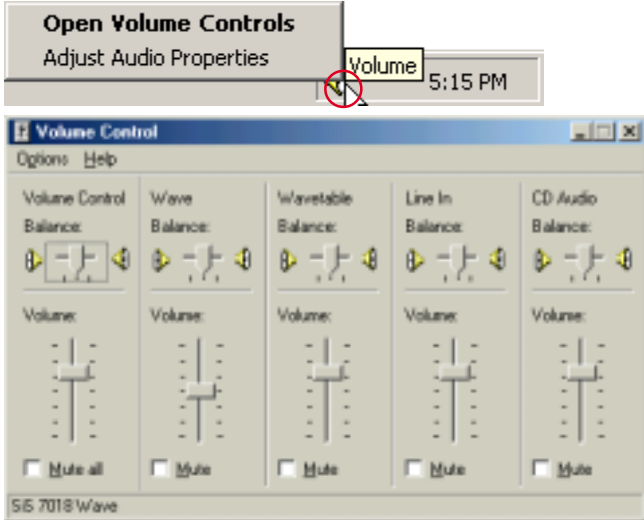 Open Volume Controls
Adjust Audio Properties
Volume
5:15 PM
Volume Control
Options Help
Volume Control Wave Wavetable Line In CD Audio
Balance: Balance: Balance: Balance: Balance:
Volume: Volume: Volume: Volume: Volume:
Mute all Mute Mute Mute Mute
SiS 7018 Wave